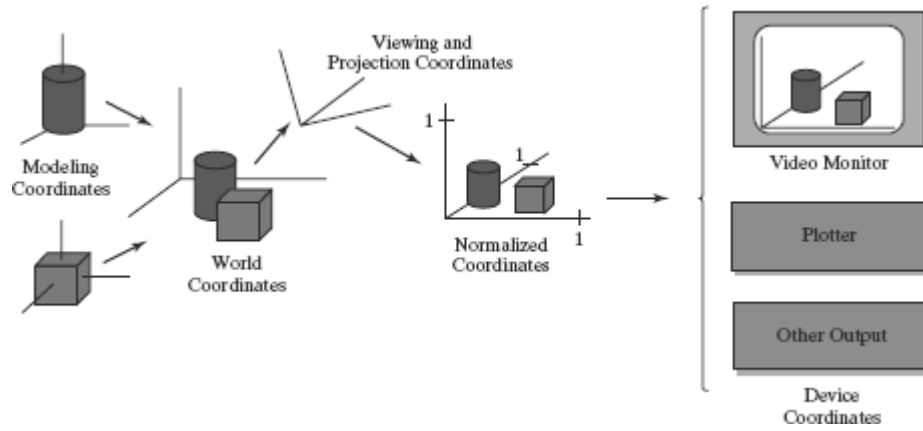 Viewing and
Projection Coordinates
Modeling
Coordinates
World
Coordinates
1
1
1
Normalized
Coordinates
Video Monitor
Plotter
Other Output
Device
Coordinates